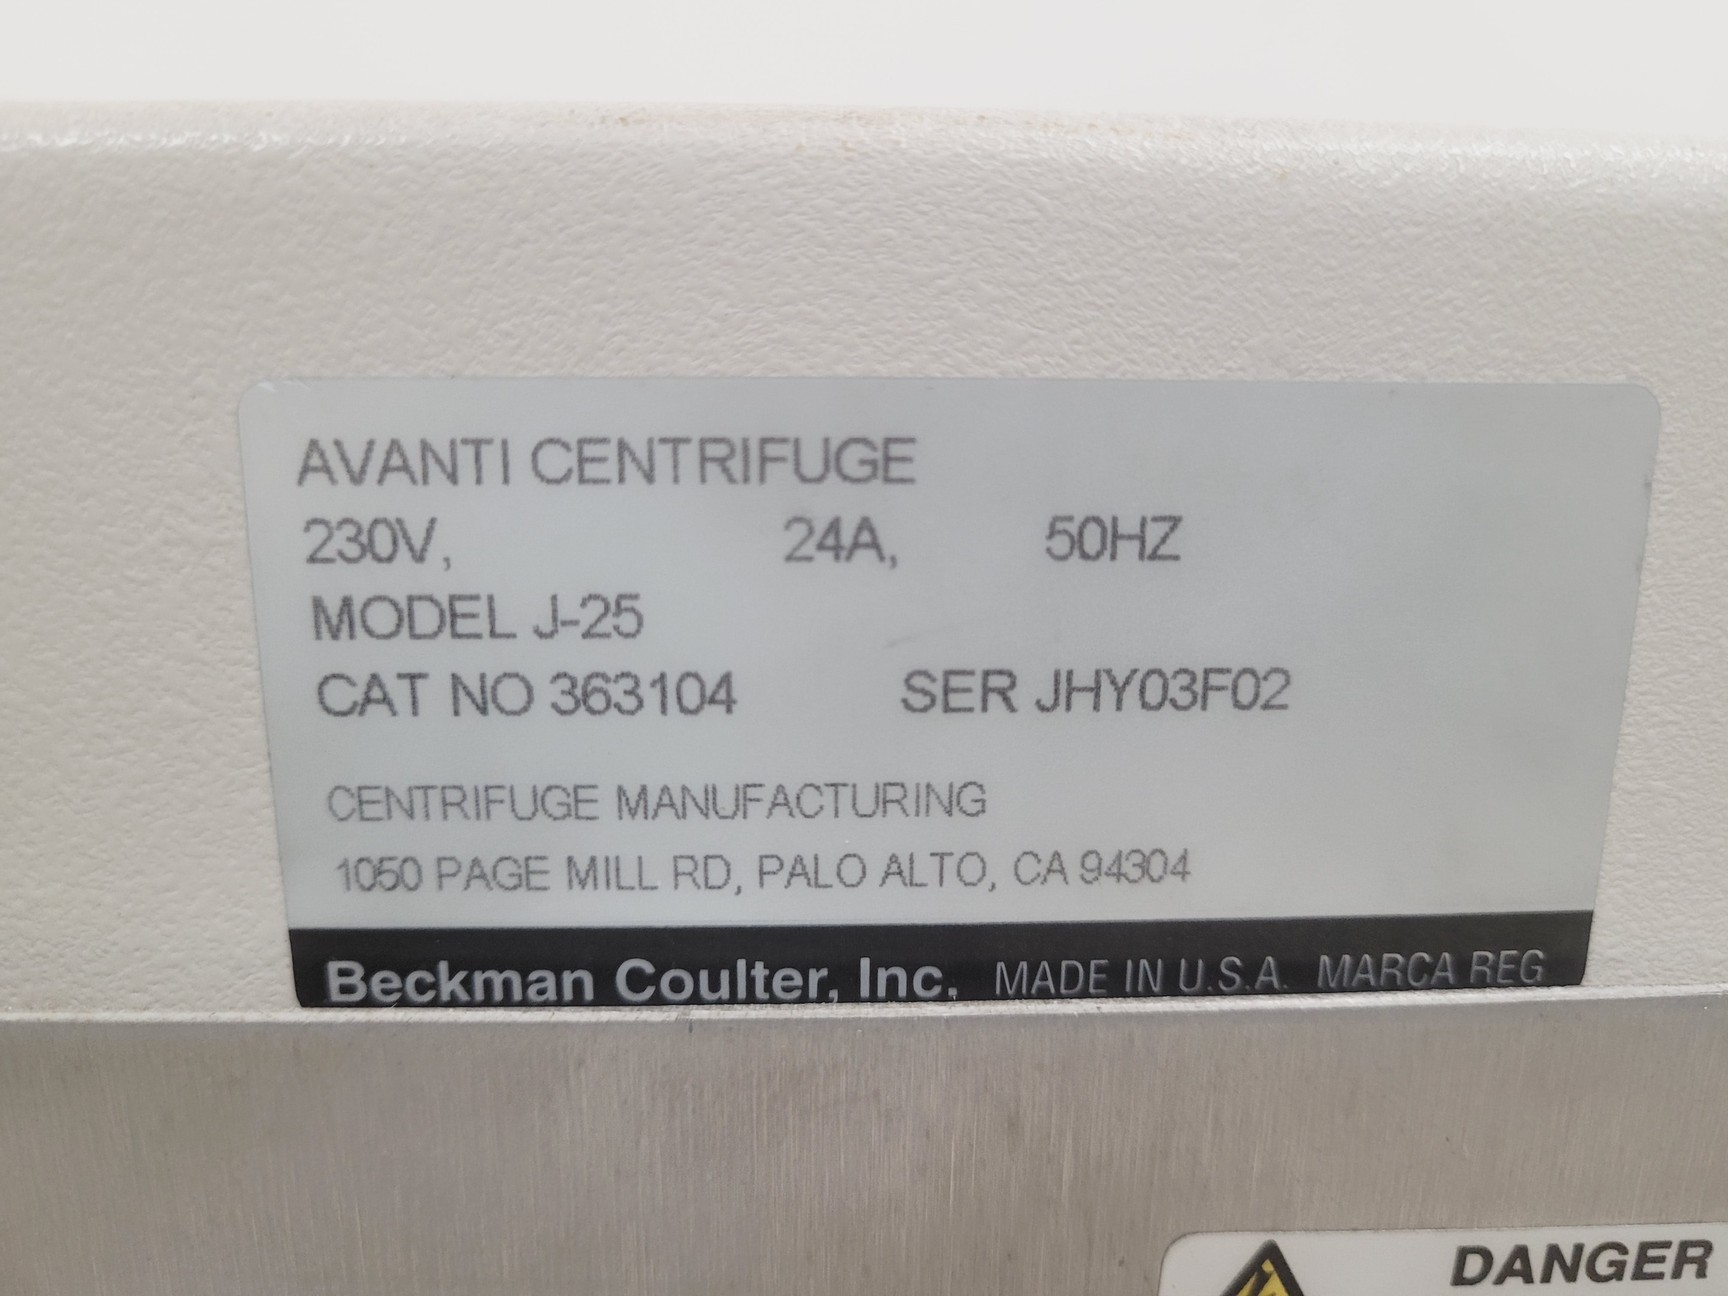 AVANTI CENTRIFUGE
230V, 24A, 50HZ
MODEL J-25
CAT NO 363104 SER JHY03F02
CENTRIFUGE MANUFACTURING
1050 PAGE MILL RD, PALO ALTO, CA 94304
Beckman Coulter, Inc. MADE IN U.S.A. MARCA REG
DANGER